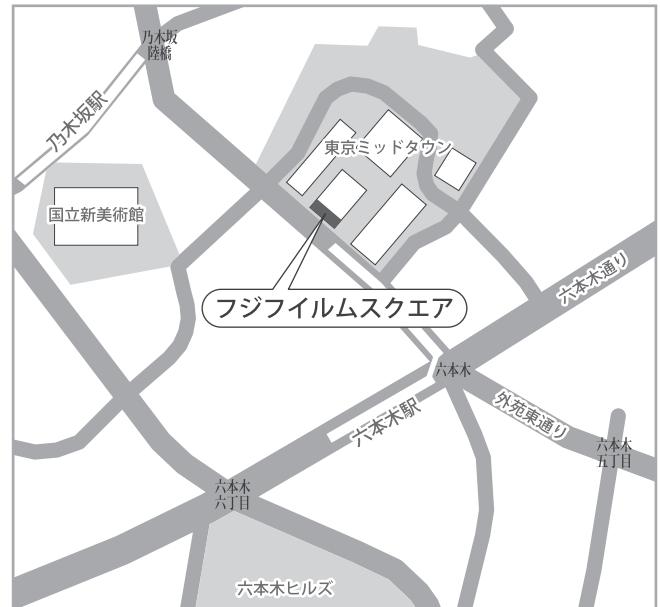 乃木坂
陸橋
乃木坂駅
東京ミッドタウン
国立新美術館
六本木通り
フジフイルムスクエア
六本木
外苑東通り
六本木駅
六本木
五丁目
六本木
六丁目
六本木ヒルズ